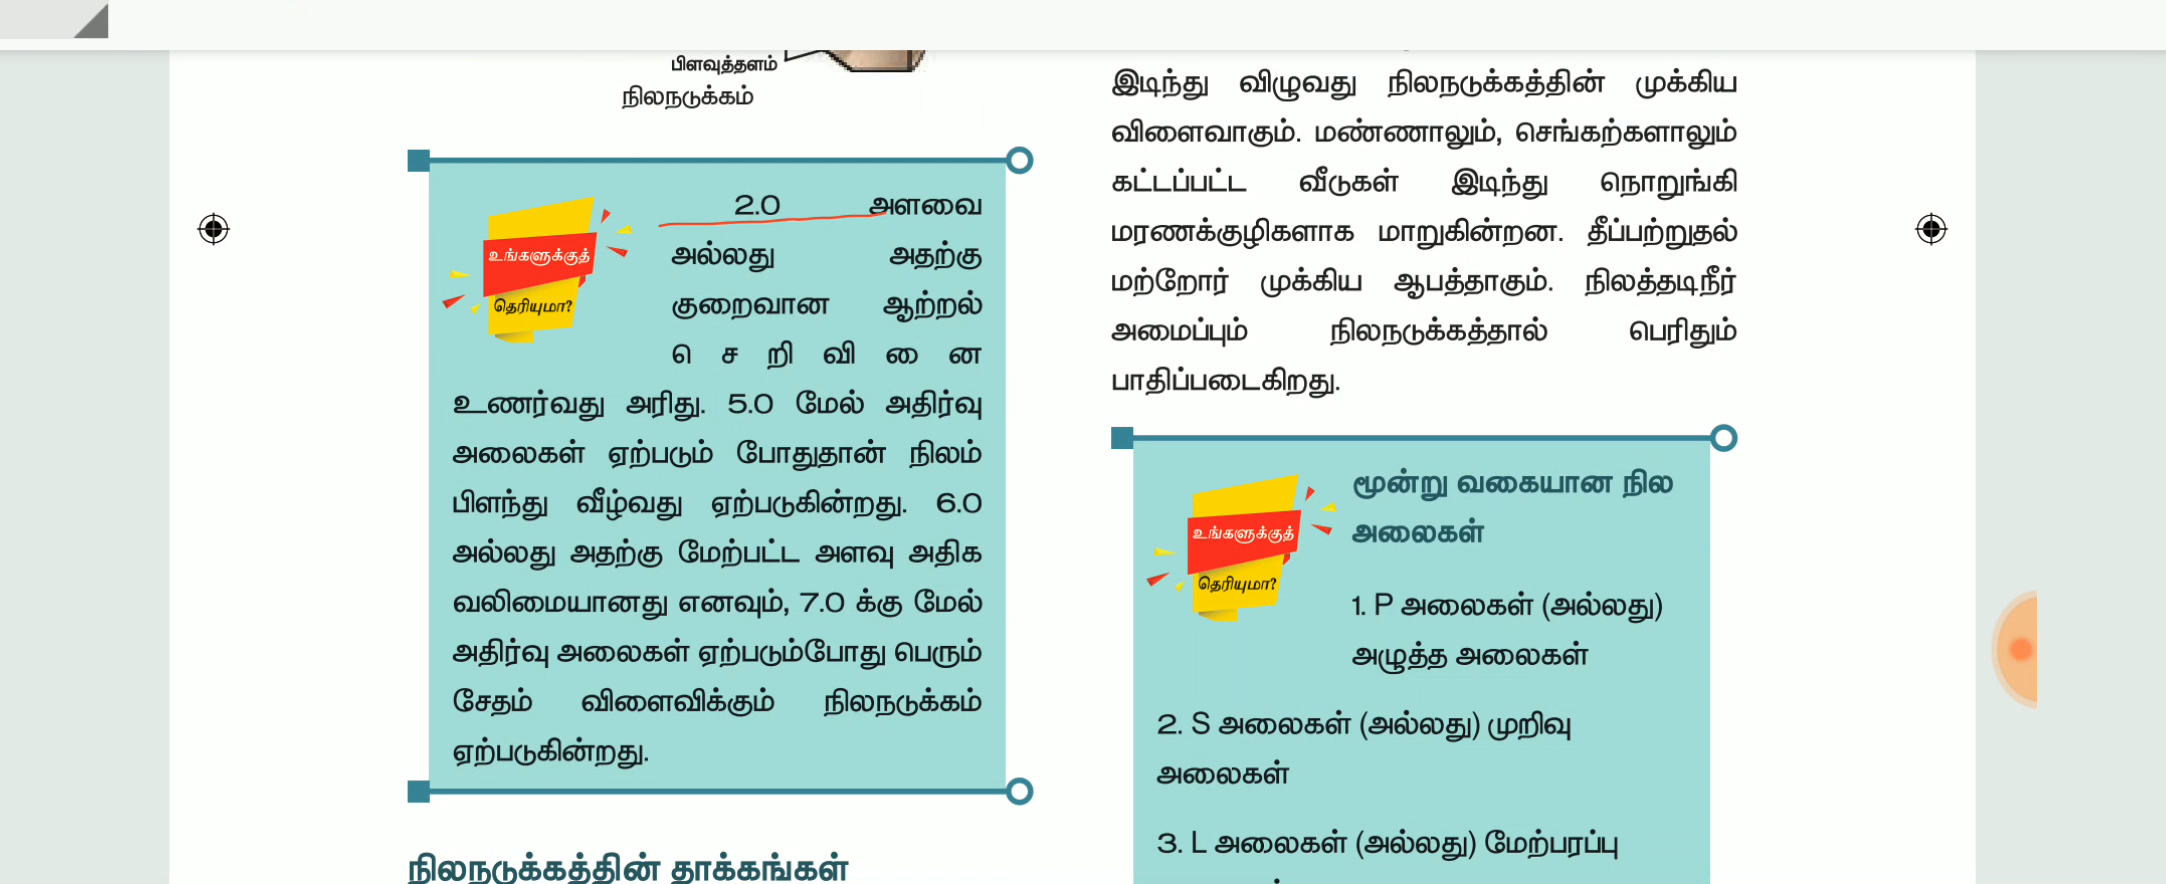 பிளவுத்தளம்
நிலநடுக்கம்
உங்களுக்குத்
தெரியுமா?
2.0 அளவை
அல்லது அதற்கு
குறைவான ஆற்றல்
செறிவினை
உணர்வது அரிது. 5.0 மேல் அதிர்வு
அலைகள் ஏற்படும் போதுதான் நிலம்
பிளந்து வீழ்வது ஏற்படுகின்றது. 6.0
அல்லது அதற்கு மேற்பட்ட அளவு அதிக
வலிமையானது எனவும், 7.0 க்கு மேல்
அதிர்வு அலைகள் ஏற்படும்போது பெரும்
சேதம் விளைவிக்கும் நிலநடுக்கம்
ஏற்படுகின்றது.
நிலநடுக்கத்தின் தாக்கங்கள்
இடிந்து விழுவது நிலநடுக்கத்தின் முக்கிய
விளைவாகும். மண்ணாலும், செங்கற்களாலும்
கட்டப்பட்ட வீடுகள் இடிந்து நொறுங்கி
மரணக்குழிகளாக மாறுகின்றன. தீப்பற்றுதல்
மற்றோர் முக்கிய ஆபத்தாகும். நிலத்தடிநீர்
அமைப்பும் நிலநடுக்கத்தால் பெரிதும்
பாதிப்படைகிறது.
உங்களுக்குத்
தெரியுமா?
மூன்று வகையான நில
அலைகள்
1. P அலைகள் (அல்லது)
அழுத்த அலைகள்
2. S அலைகள் (அல்லது) முறிவு
அலைகள்
3. L அலைகள் (அல்லது) மேற்பரப்பு